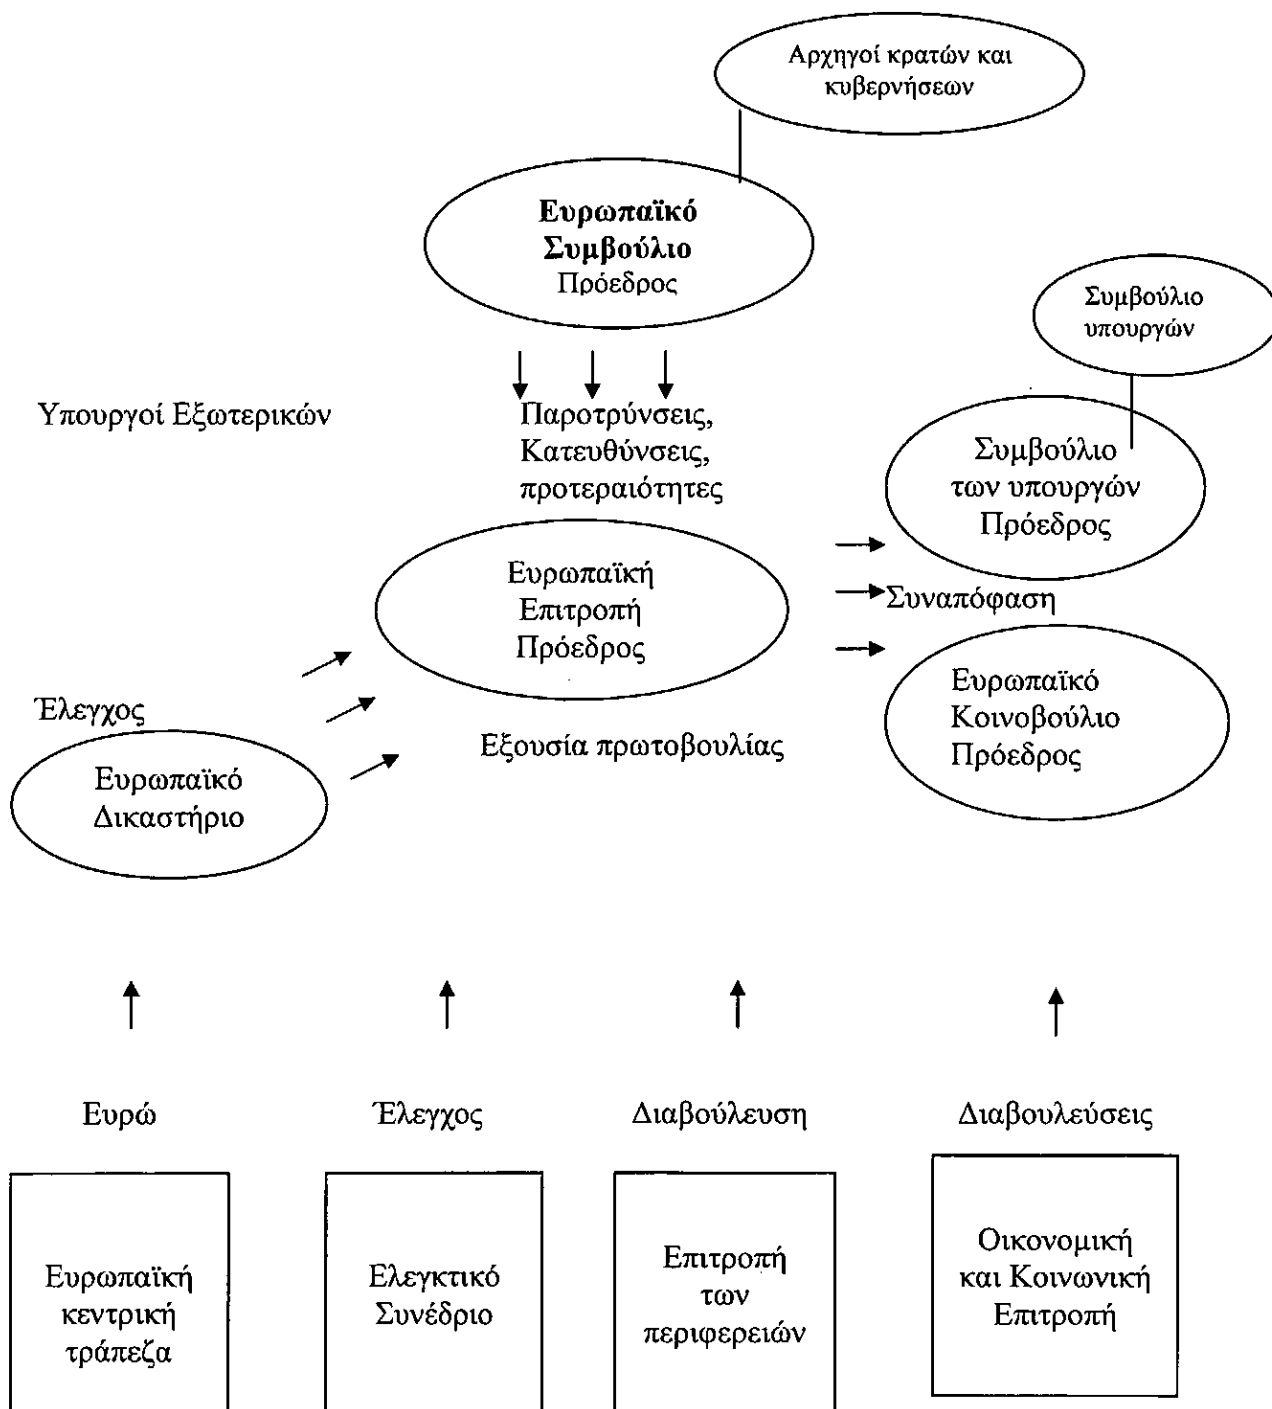 Αρχηγοί κρατών και
κυβερνήσεων
Ευρωπαϊκό
Συμβούλιο
Πρόεδρος
Συμβούλιο
υπουργών
Υπουργοί Εξωτερικών
Παροτρύνσεις,
Κατευθύνσεις,
προτεραιότητες
Συμβούλιο
των υπουργών
Πρόεδρος
Ευρωπαϊκή
Επιτροπή
Πρόεδρος
Συναπόφαση
Ευρωπαϊκό
Κοινοβούλιο
Πρόεδρος
Έλεγχος
Εξουσία πρωτοβουλίας
Ευρωπαϊκό
Δικαστήριο
Ευρώ
Έλεγχος
Διαβούλευση
Διαβουλεύσεις
Ευρωπαϊκή
κεντρική
τράπεζα
Ελεγκτικό
Συνέδριο
Επιτροπή
των
περιφερειών
Οικονομική
και Κοινωνική
Επιτροπή